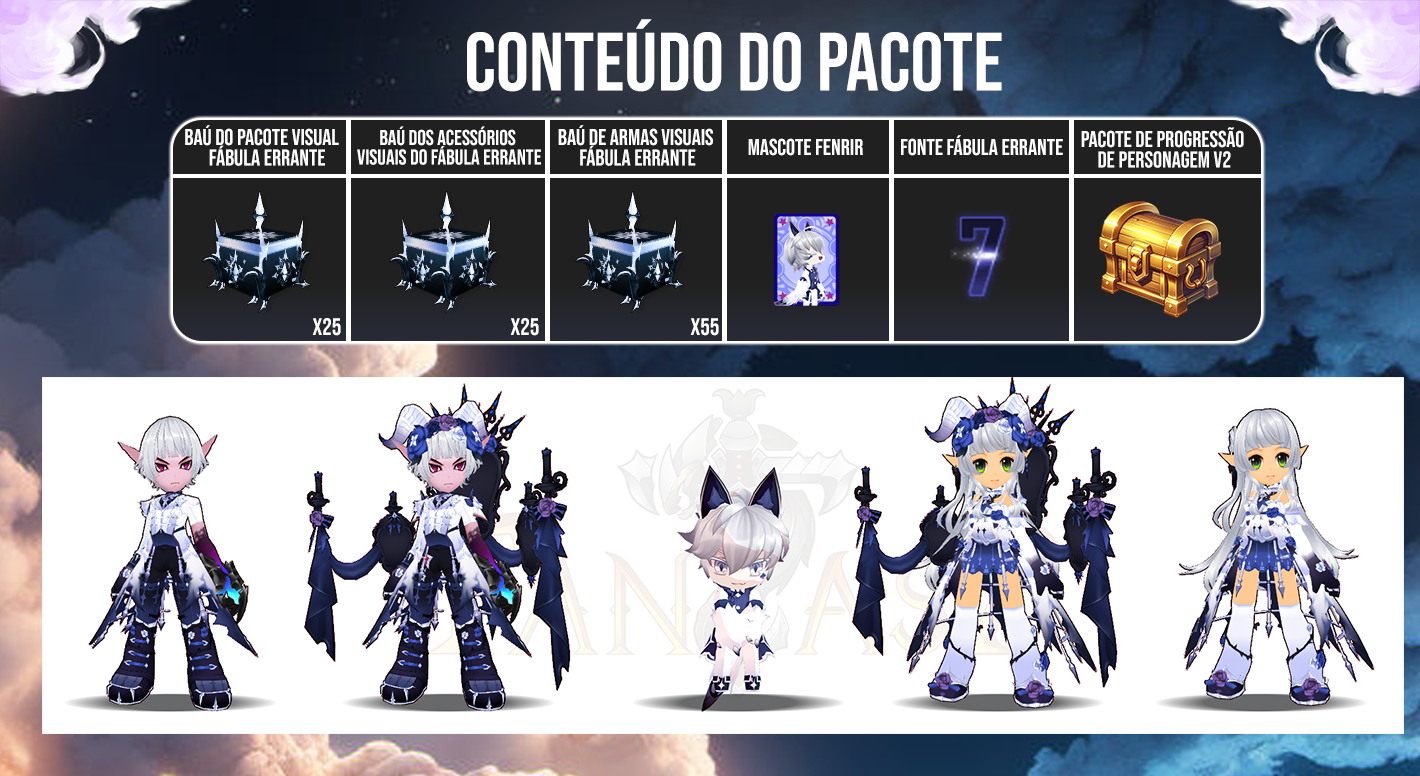 CONTEÚDO DO PACOTE
BAÚ DO PACOTE VISUAL
FÁBULA ERRANTE
BAÚ DOS ACESSÓRIOS
VISUAIS DO FÁBULA ERRANTE
BAÚ DE ARMAS VISUAIS
FÁBULA ERRANTE
MASCOTE FENRIR
FONTE FÁBULA ERRANTE
PACOTE DE PROGRESSÃO
DE PERSONAGEM V2
X25
X25
X55
7